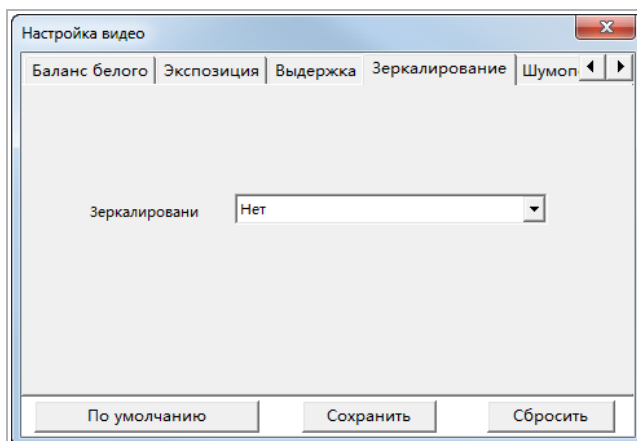 Настройка видео
Баланс белого Экспозиция Выдержка Зеркалирование Шумоп
Зеркалировани Нет
По умолчанию Сохранить Сбросить